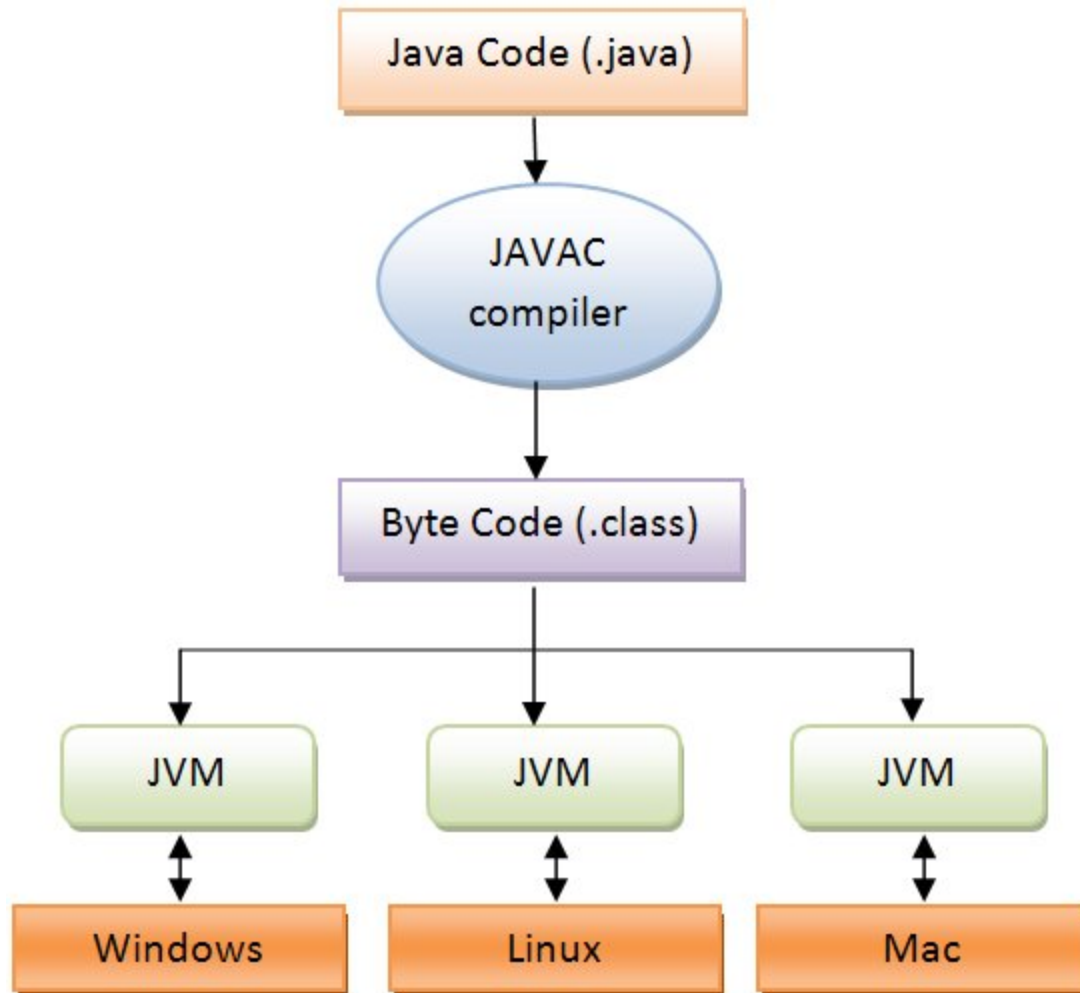 Java Code (.java)
JAVAC
compiler
Byte Code (.class)
JVM
JVM
JVM
Windows
Linux
Mac